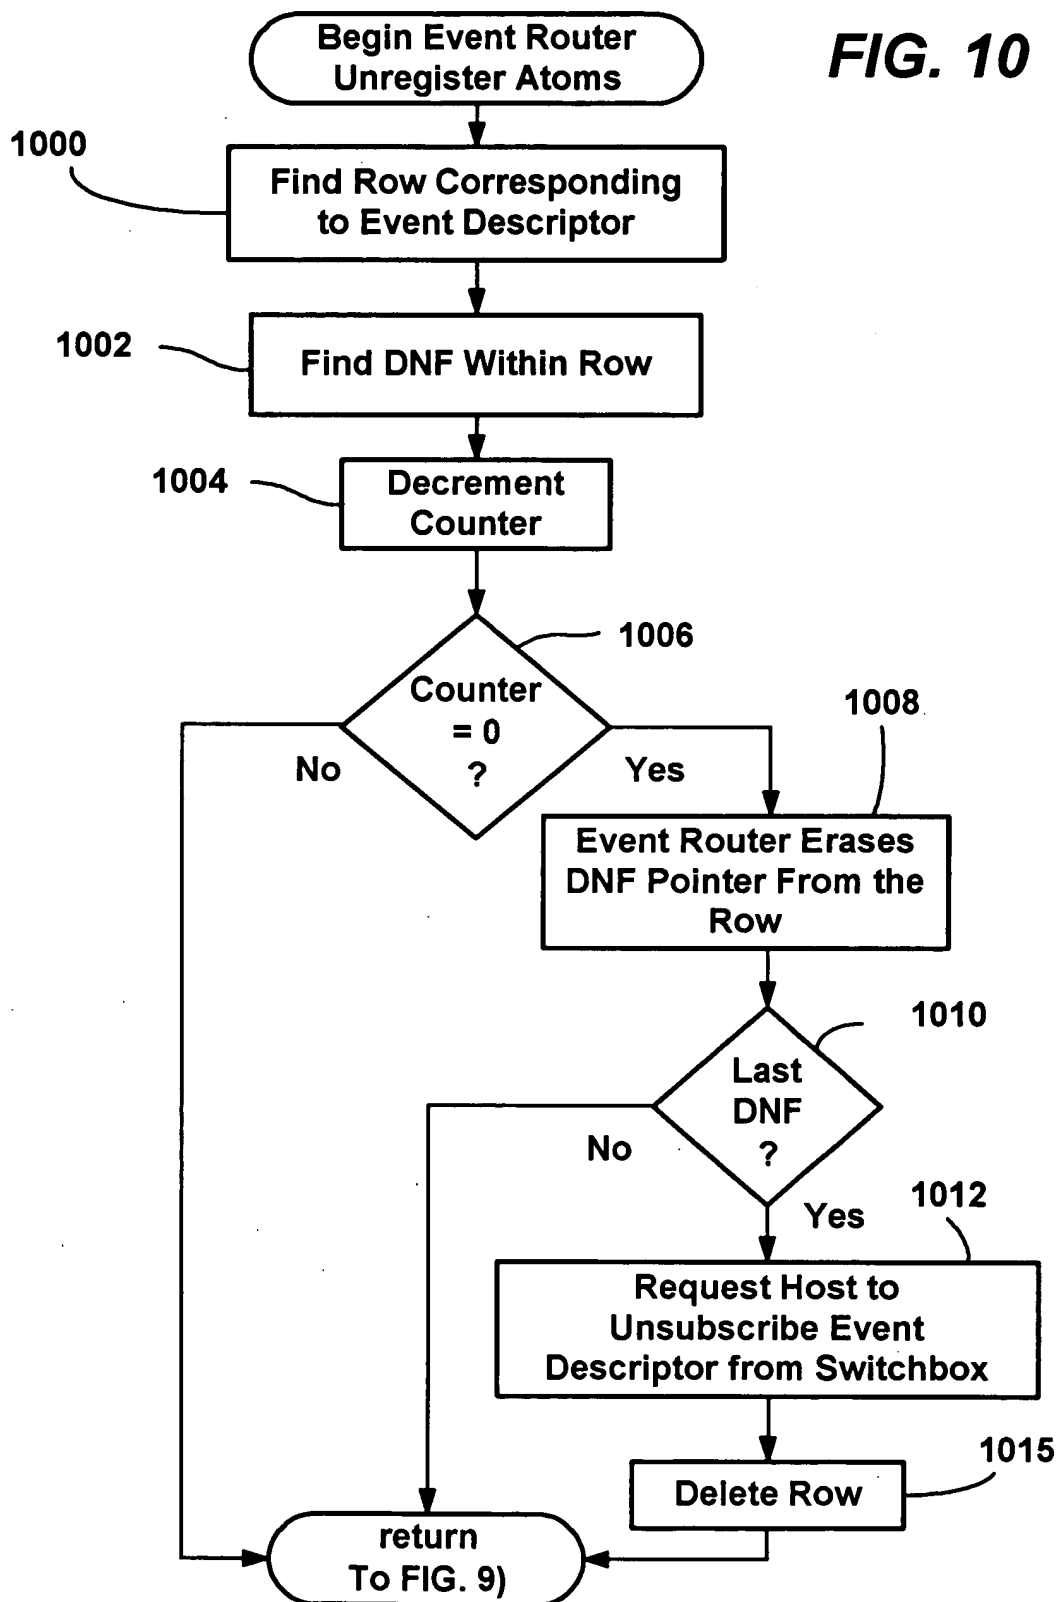 Begin Event Router
Unregister Atoms
FIG. 10
1000
Find Row Corresponding
to Event Descriptor
1002
Find DNF Within Row
1004
Decrement
Counter
1006
Counter
= 0
?
No
Yes
1008
Event Router Erases
DNF Pointer From the
Row
1010
Last
DNF
?
No
Yes
1012
Request Host to
Unsubscribe Event
Descriptor from Switchbox
1015
Delete Row
return
To FIG. 9)